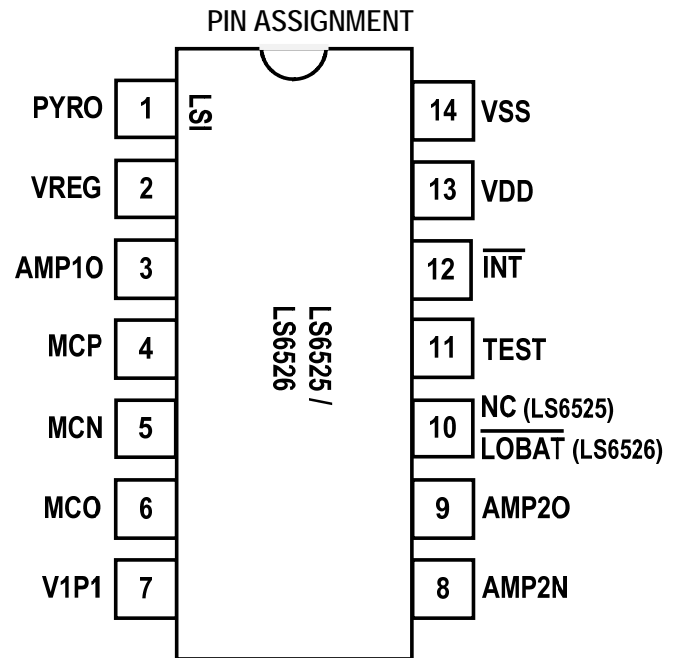 PIN ASSIGNMENT
LSI
PYRO 1
VREG 2
AMP1O 3
MCP 4
MCN 5
MCO 6
V1P1 7
LS6525 /
LS6526
14 VSS
13 VDD
12 INT
11 TEST
10 NC (LS6525)
LOBAT (LS6526)
9 AMP2O
8 AMP2N